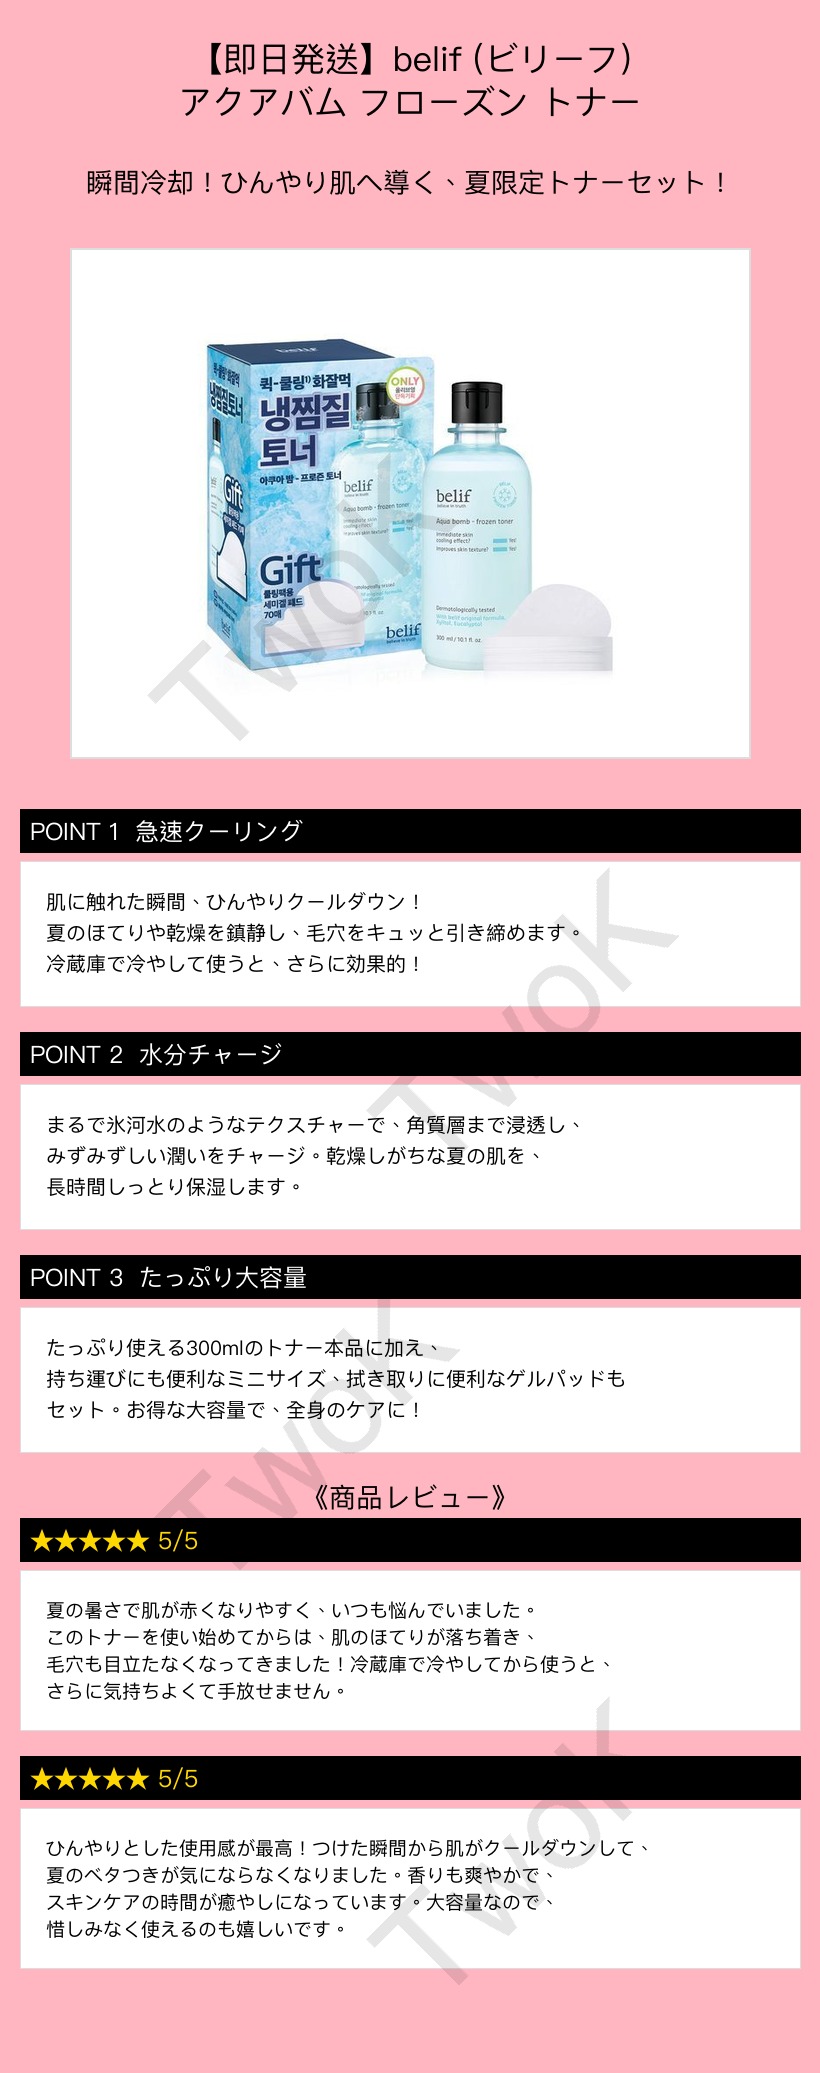 【即日発送】belif (ビリーフ)
アクアバム フローズン トナー
瞬間冷却！ひんやり肌へ導く、夏限定トナーセット！
belif
퀵-쿨링 화잘먹
냉찜질
토너
아쿠아 밤 - 프로즌 토너
ONLY
올리브영
단독기획
Gift
쿨링팩용
세미겔 패드
70매
belif
belif
believe in truth
Aqua bomb - frozen toner
Immediate skin
cooling effect? Yes!
Improves skin texture? Yes!
Dermatologically tested
with belif original formula,
Xylitol, Eucalyptol
300 ml / 10.1 fl. oz.
TwoK
POINT 1 急速クーリング
肌に触れた瞬間、ひんやりクールダウン！
夏のほてりや乾燥を鎮静し、毛穴をキュッと引き締めます。
冷蔵庫で冷やして使うと、さらに効果的！
TwoK
POINT 2 水分チャージ
まるで氷河水のようなテクスチャーで、角質層まで浸透し、
みずみずしい潤いをチャージ。乾燥しがちな夏の肌を、
長時間しっとり保湿します。
POINT 3 たっぷり大容量
たっぷり使える300mlのトナー本品に加え、
持ち運びにも便利なミニサイズ、拭き取りに便利なゲルパッドも
セット。お得な大容量で、全身のケアに！
TwoK
《商品レビュー》
★★★★★ 5/5
夏の暑さで肌が赤くなりやすく、いつも悩んでいました。
このトナーを使い始めてからは、肌のほてりが落ち着き、
毛穴も目立たなくなってきました！冷蔵庫で冷やしてから使うと、
さらに気持ちよくて手放せません。
★★★★★ 5/5
ひんやりとした使用感が最高！つけた瞬間から肌がクールダウンして、
夏のベタつきが気にならなくなりました。香りも爽やかで、
スキンケアの時間が癒やしになっています。大容量なので、
惜しみなく使えるのも嬉しいです。
TwoK